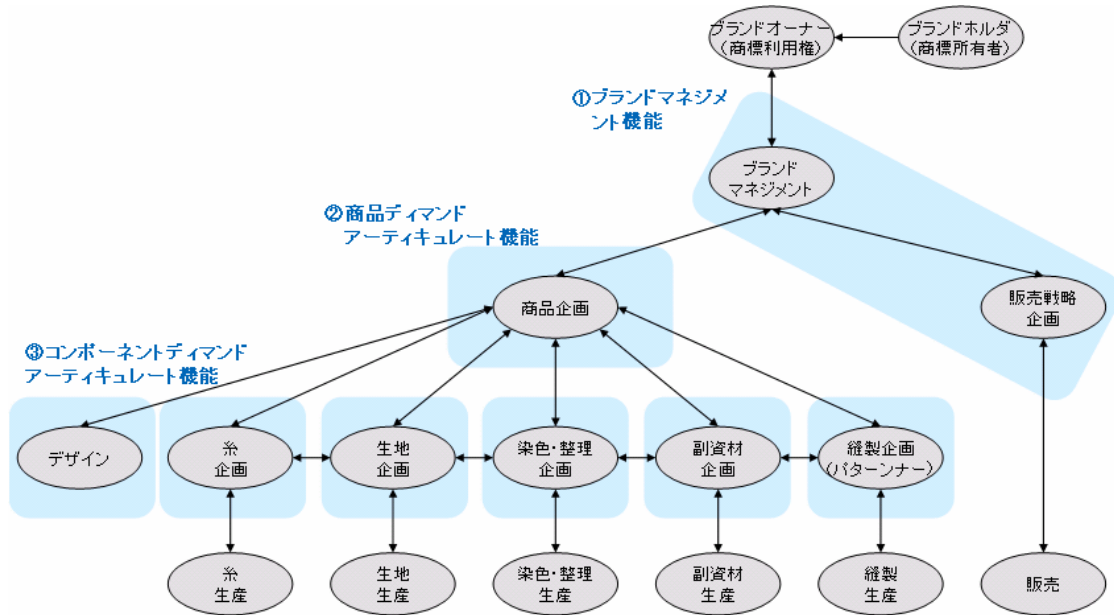 ブランドオーナー
(商標利用権)
ブランドホルダ
(商標所有者)
①ブランドマネジメ
ント機能
ブランド
マネジメント
②商品ディマンド
アーティキュレート機能
商品企画
販売戦略
企画
③コンポーネントディマンド
アーティキュレート機能
デザイン
糸
企画
生地
企画
染色・整理
企画
副資材
企画
縫製企画
(パターンナー)
糸
生産
生地
生産
染色・整理
生産
副資材
生産
縫製
生産
販売